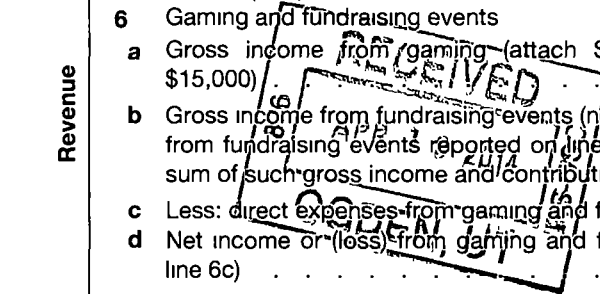 6 Gaming and fundraising events
a Gross income from gaming (attach S
$15,000) . . . . . .
b Gross income from fundraising events (n
from fundraising events reported on line
sum of such gross income and contributi
c Less: direct expenses from gaming and f
d Net income or (loss) from gaming and f
line 6c) . . . . . . .
Revenue
RECEIVED
OGDEN, UT